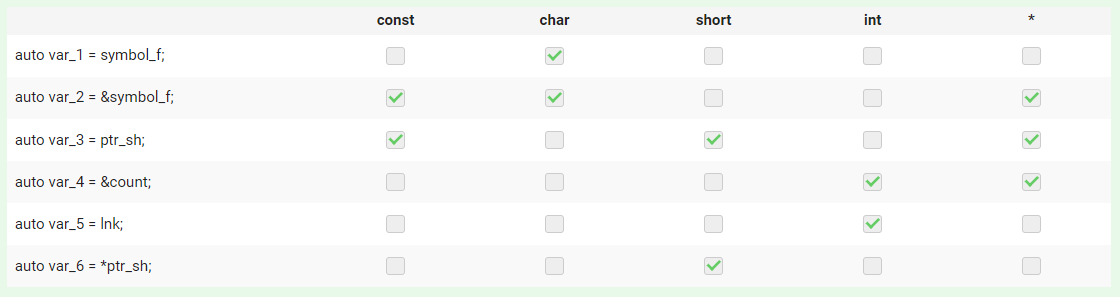 const char short int *
auto var_1 = symbol_f;
auto var_2 = &symbol_f;
auto var_3 = ptr_sh;
auto var_4 = &count;
auto var_5 = lnk;
auto var_6 = *ptr_sh;